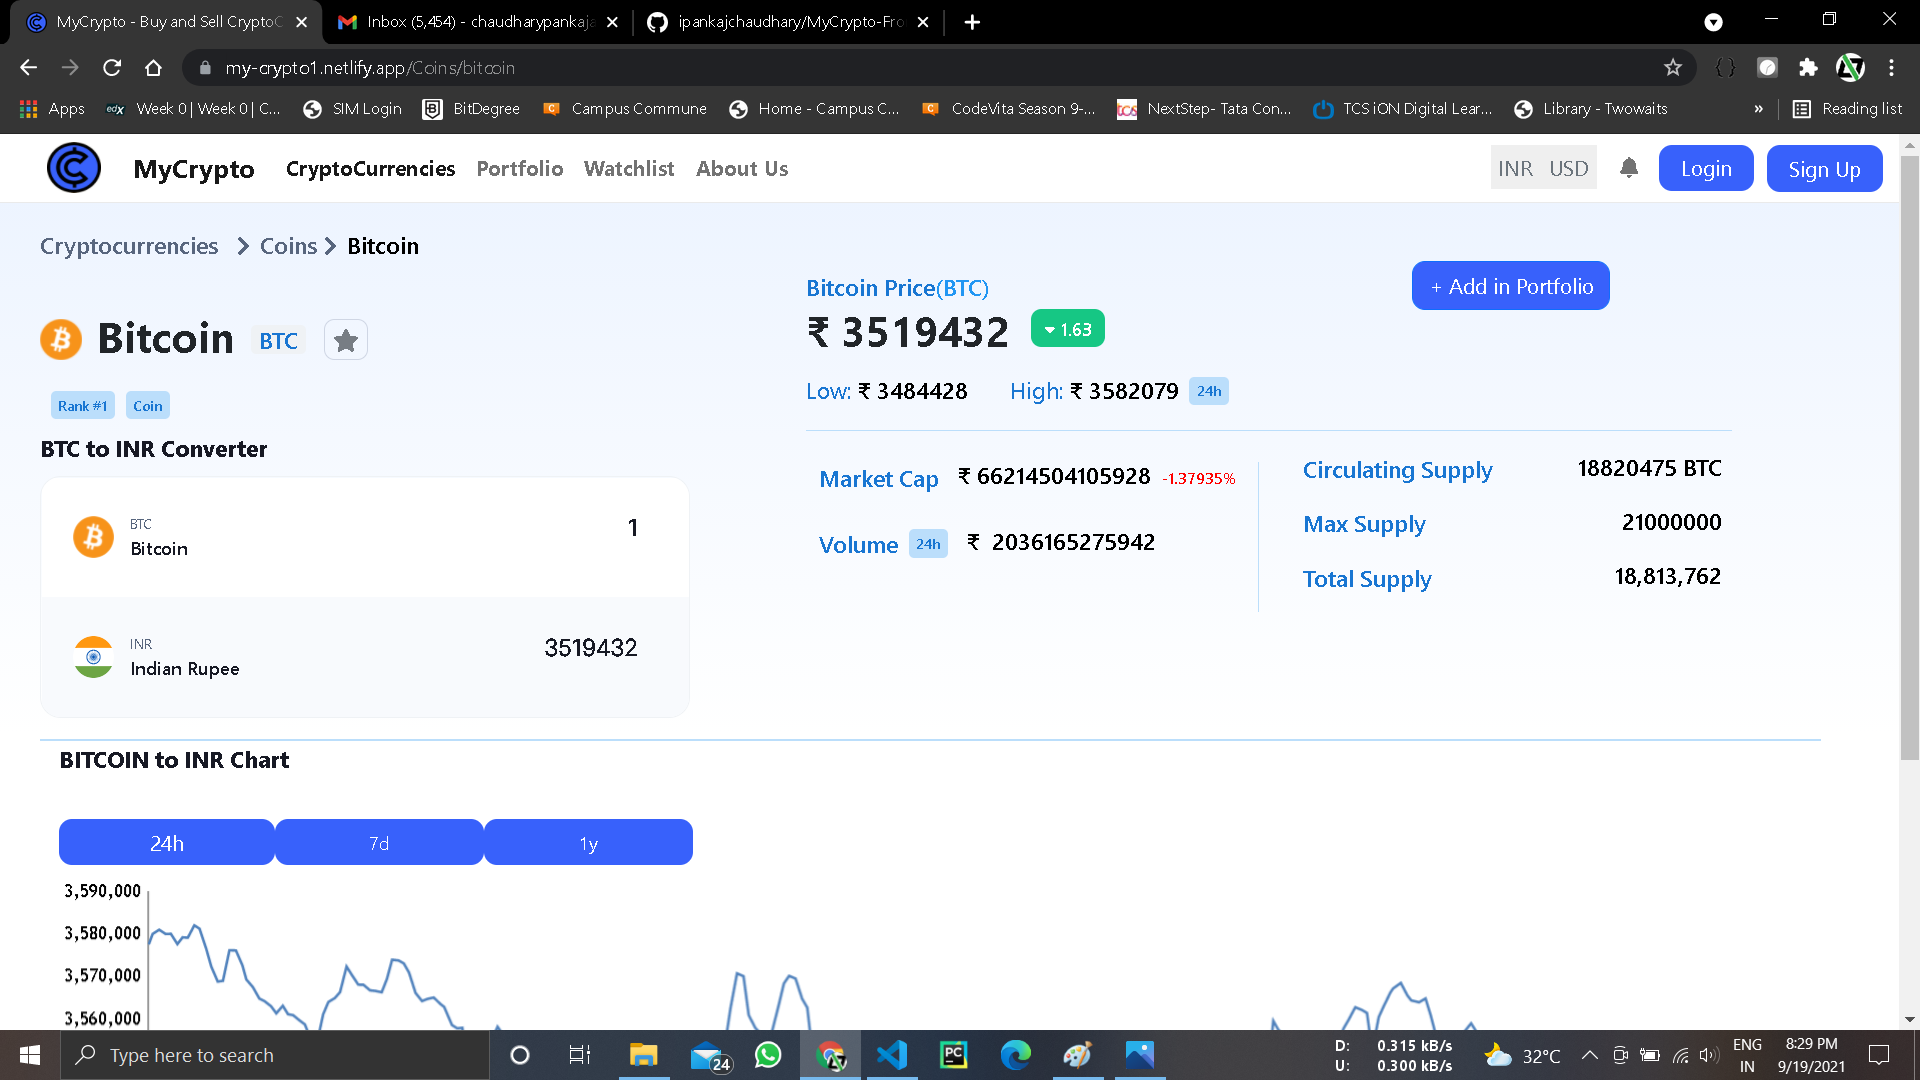 MyCrypto - Buy and Sell CryptoC
Inbox (5,454) - chaudharypankaja
ipankajchaudhary/MyCrypto-Fro
my-crypto1.netlify.app/Coins/bitcoin
Apps
edX Week 0 | Week 0 | C...
SIM Login
BitDegree
Campus Commune
Home - Campus C...
CodeVita Season 9-...
tcs NextStep- Tata Con...
TCS iON Digital Lear...
Library - Twowaits
»
Reading list
MyCrypto CryptoCurrencies Portfolio Watchlist About Us INR USD Login Sign Up
Cryptocurrencies > Coins > Bitcoin
Bitcoin BTC
Rank #1 Coin
BTC to INR Converter
BTC
Bitcoin
1
INR
Indian Rupee
3519432
Bitcoin Price(BTC)
+ Add in Portfolio
₹ 3519432 1.63
Low: ₹ 3484428 High: ₹ 3582079 24h
Market Cap ₹ 66214504105928 -1.37935%
Volume 24h ₹ 2036165275942
Circulating Supply 18820475 BTC
Max Supply 21000000
Total Supply 18,813,762
BITCOIN to INR Chart
24h 7d 1y
3,590,000
3,580,000
3,570,000
3,560,000
Type here to search
24
PC
D: 0.315 kB/s
U: 0.300 kB/s
32°C
ENG
IN
8:29 PM
9/19/2021